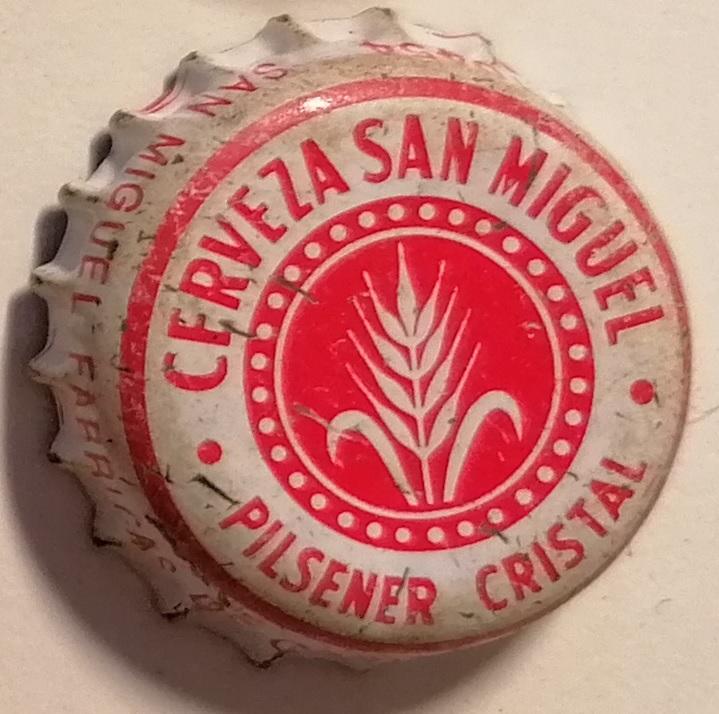 CERVEZA SAN MIGUEL
PILSENER CRISTAL
SAN MIGUEL